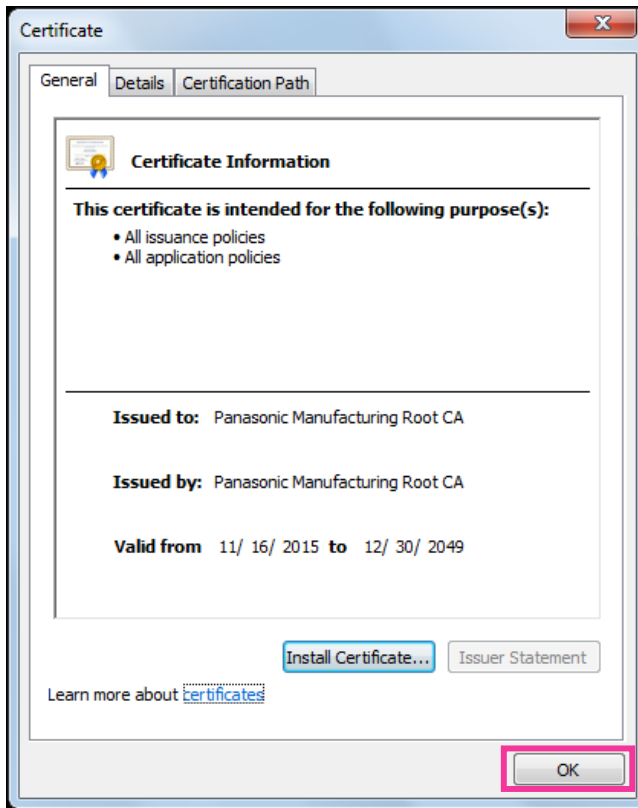 Certificate
General Details Certification Path
Certificate Information
This certificate is intended for the following purpose(s):
• All issuance policies
• All application policies
Issued to: Panasonic Manufacturing Root CA
Issued by: Panasonic Manufacturing Root CA
Valid from 11/ 16/ 2015 to 12/ 30/ 2049
Install Certificate... Issuer Statement
Learn more about certificates
OK